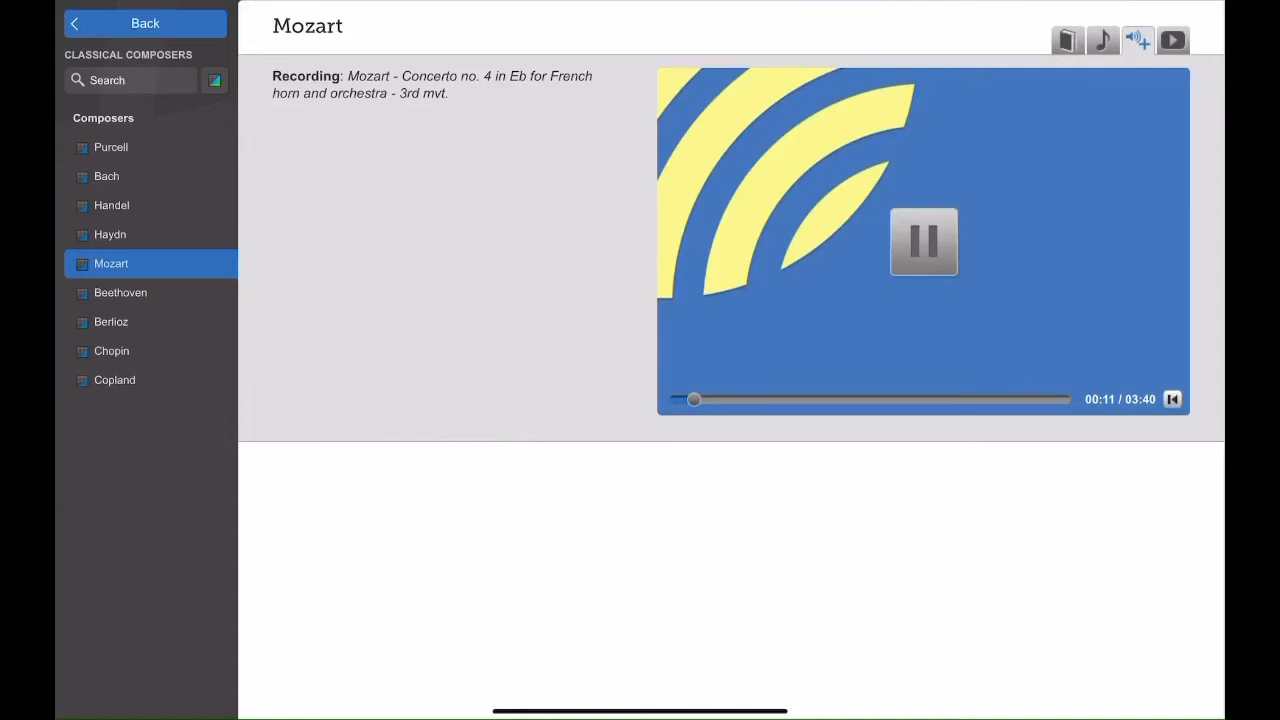 Back
CLASSICAL COMPOSERS
Search
Composers
Purcell
Bach
Handel
Haydn
Mozart
Beethoven
Berlioz
Chopin
Copland
Mozart
Recording: Mozart - Concerto no. 4 in Eb for French
horn and orchestra - 3rd mvt.
00:11 / 03:40